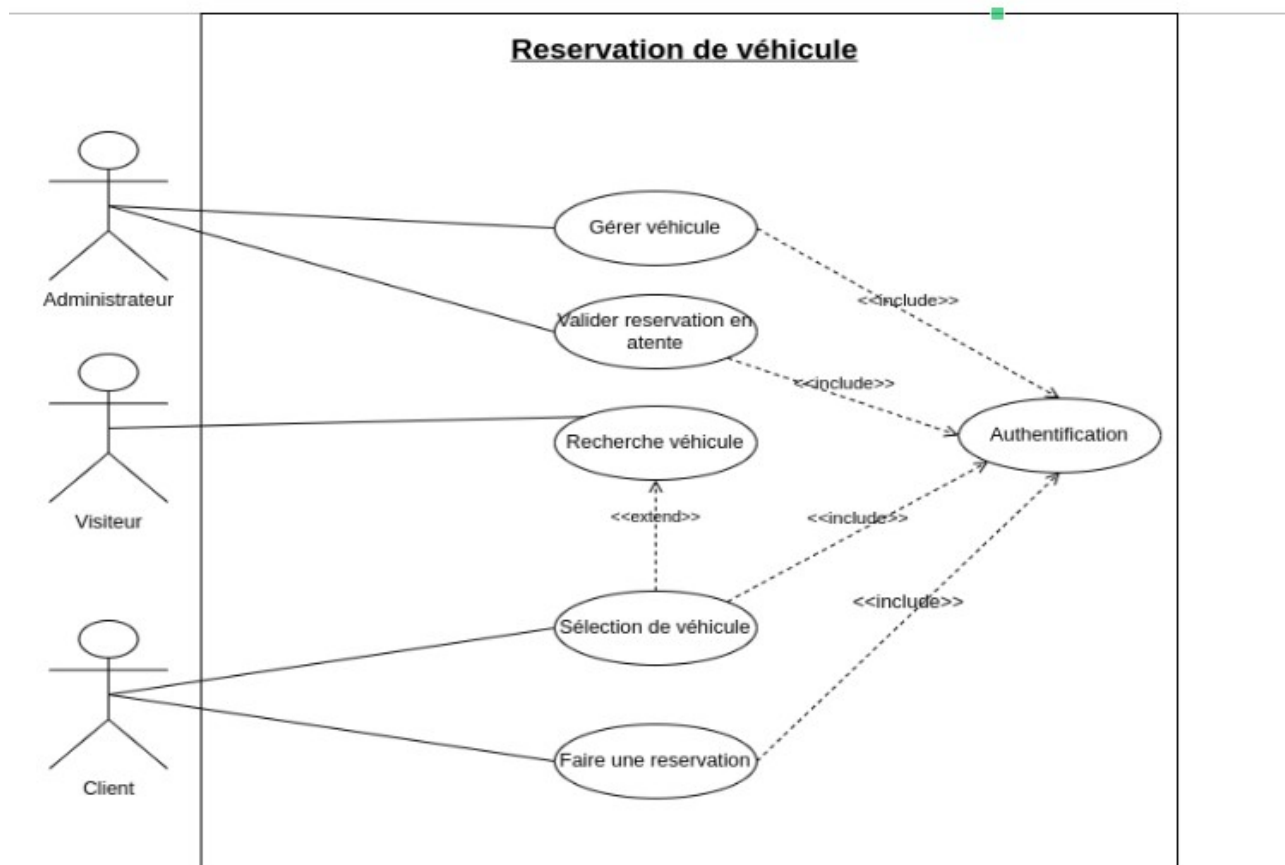 Reservation de véhicule
Gérer véhicule
Administrateur
<<include>>
Valider reservation en
atente
<<include>>
Recherche véhicule
Authentification
Visiteur
<<extend>>
<<include>>
<<include>>
Sélection de véhicule
Faire une reservation
Client